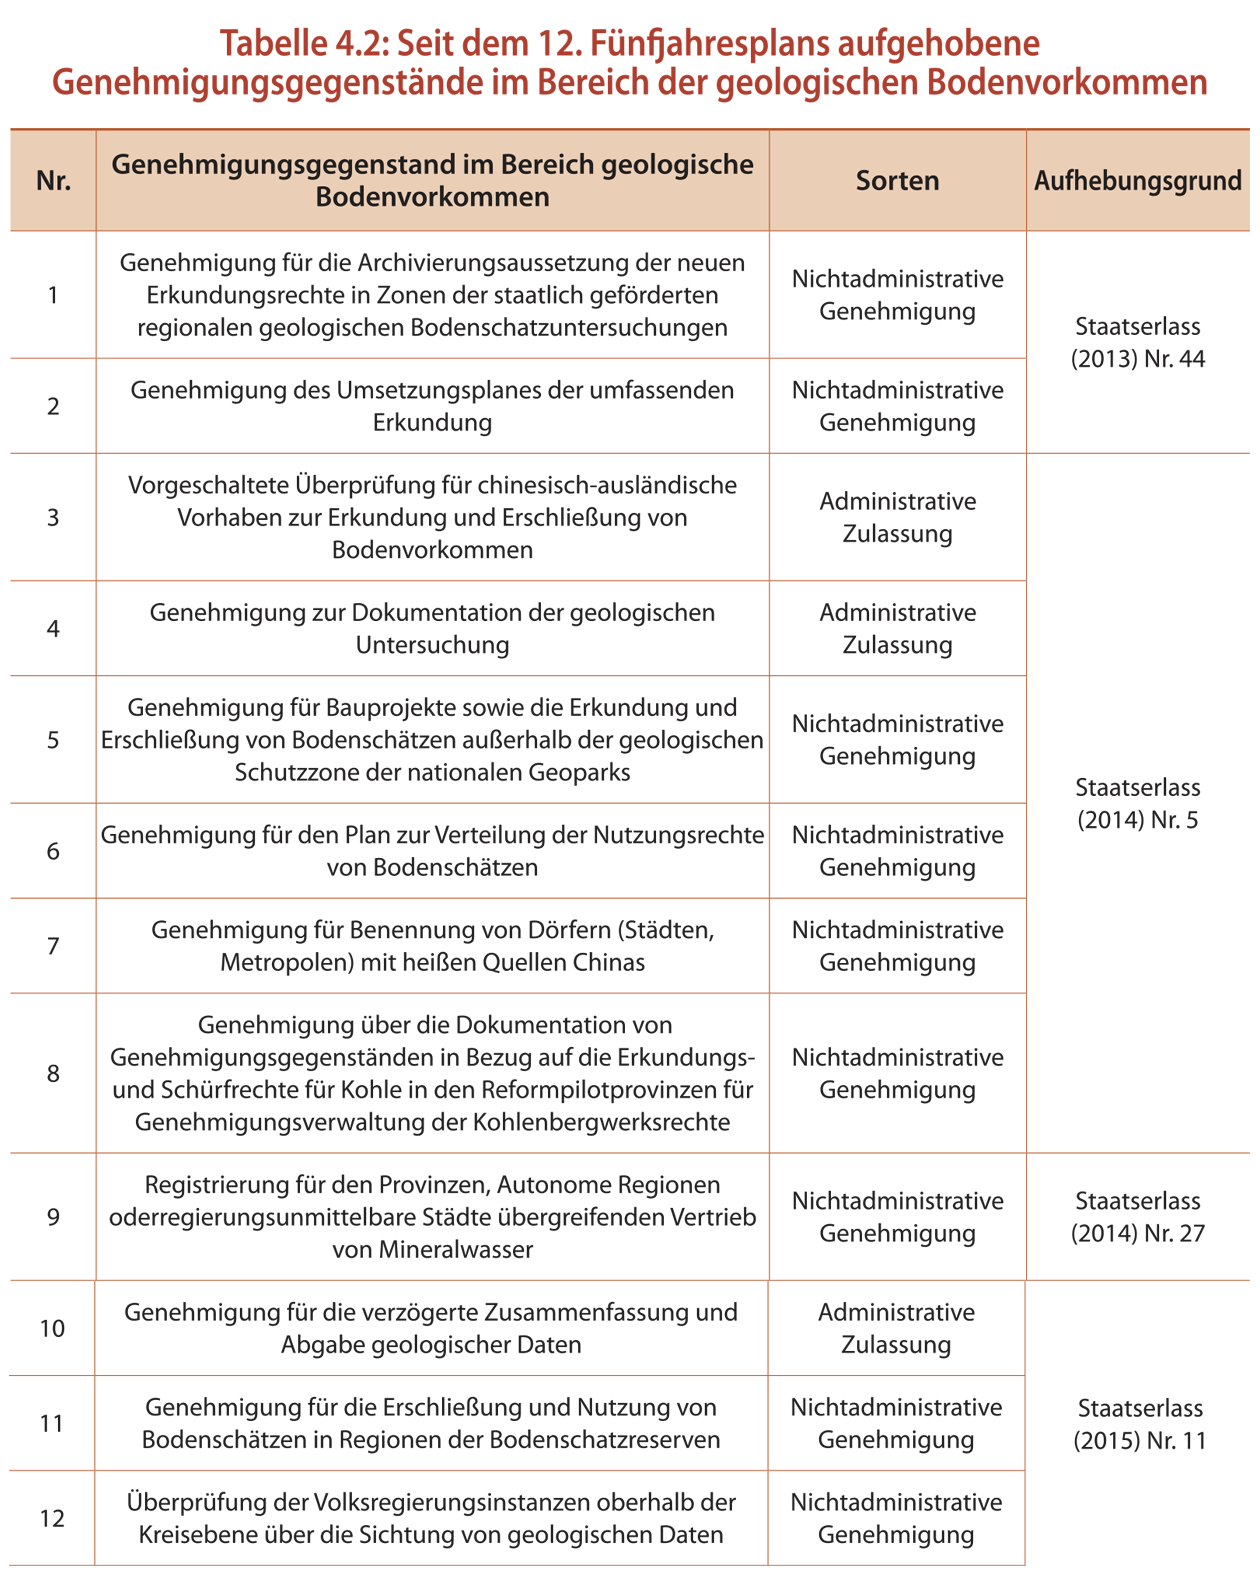 Tabelle 4.2: Seit dem 12. Fünfjahresplans aufgehobene
Genehmigungsgegenstände im Bereich der geologischen Bodenvorkommen
Nr.
Genehmigungsgegenstand im Bereich geologische
Bodenvorkommen
Sorten
Aufhebungsgrund
1
Genehmigung für die Archivierungsaussetzung der neuen
Erkundungsrechte in Zonen der staatlich geförderten
regionalen geologischen Bodenschatzuntersuchungen
Nichtadministrative
Genehmigung
Staatserlass
(2013) Nr. 44
2
Genehmigung des Umsetzungsplanes der umfassenden
Erkundung
Nichtadministrative
Genehmigung
3
Vorgeschaltete Überprüfung für chinesisch-ausländische
Vorhaben zur Erkundung und Erschließung von
Bodenvorkommen
Administrative
Zulassung
Staatserlass
(2014) Nr. 5
4
Genehmigung zur Dokumentation der geologischen
Untersuchung
Administrative
Zulassung
5
Genehmigung für Bauprojekte sowie die Erkundung und
Erschließung von Bodenschätzen außerhalb der geologischen
Schutzzone der nationalen Geoparks
Nichtadministrative
Genehmigung
6
Genehmigung für den Plan zur Verteilung der Nutzungsrechte
von Bodenschätzen
Nichtadministrative
Genehmigung
7
Genehmigung für Benennung von Dörfern (Städten,
Metropolen) mit heißen Quellen Chinas
Nichtadministrative
Genehmigung
8
Genehmigung über die Dokumentation von
Genehmigungsgegenständen in Bezug auf die Erkundungs-
und Schürfrechte für Kohle in den Reformpilotprovinzen für
Genehmigungsverwaltung der Kohlenbergwerksrechte
Nichtadministrative
Genehmigung
9
Registrierung für den Provinzen, Autonome Regionen
oderregierungsunmittelbare Städte übergreifenden Vertrieb
von Mineralwasser
Nichtadministrative
Genehmigung
Staatserlass
(2014) Nr. 27
10
Genehmigung für die verzögerte Zusammenfassung und
Abgabe geologischer Daten
Administrative
Zulassung
Staatserlass
(2015) Nr. 11
11
Genehmigung für die Erschließung und Nutzung von
Bodenschätzen in Regionen der Bodenschatzreserven
Nichtadministrative
Genehmigung
12
Überprüfung der Volksregierungsinstanzen oberhalb der
Kreisebene über die Sichtung von geologischen Daten
Nichtadministrative
Genehmigung